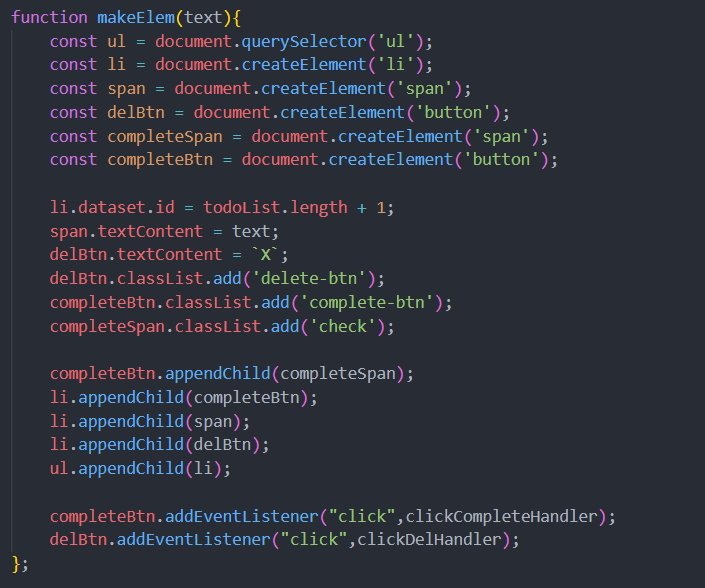 function makeElem(text){
const ul = document.querySelector('ul');
const li = document.createElement('li');
const span = document.createElement('span');
const delBtn = document.createElement('button');
const completeSpan = document.createElement('span');
const completeBtn = document.createElement('button');
li.dataset.id = todoList.length + 1;
span.textContent = text;
delBtn.textContent = `X`;
delBtn.classList.add('delete-btn');
completeBtn.classList.add('complete-btn');
completeSpan.classList.add('check');
completeBtn.appendChild(completeSpan);
li.appendChild(completeBtn);
li.appendChild(span);
li.appendChild(delBtn);
ul.appendChild(li);
completeBtn.addEventListener("click",clickCompleteHandler);
delBtn.addEventListener("click",clickDelHandler);
};